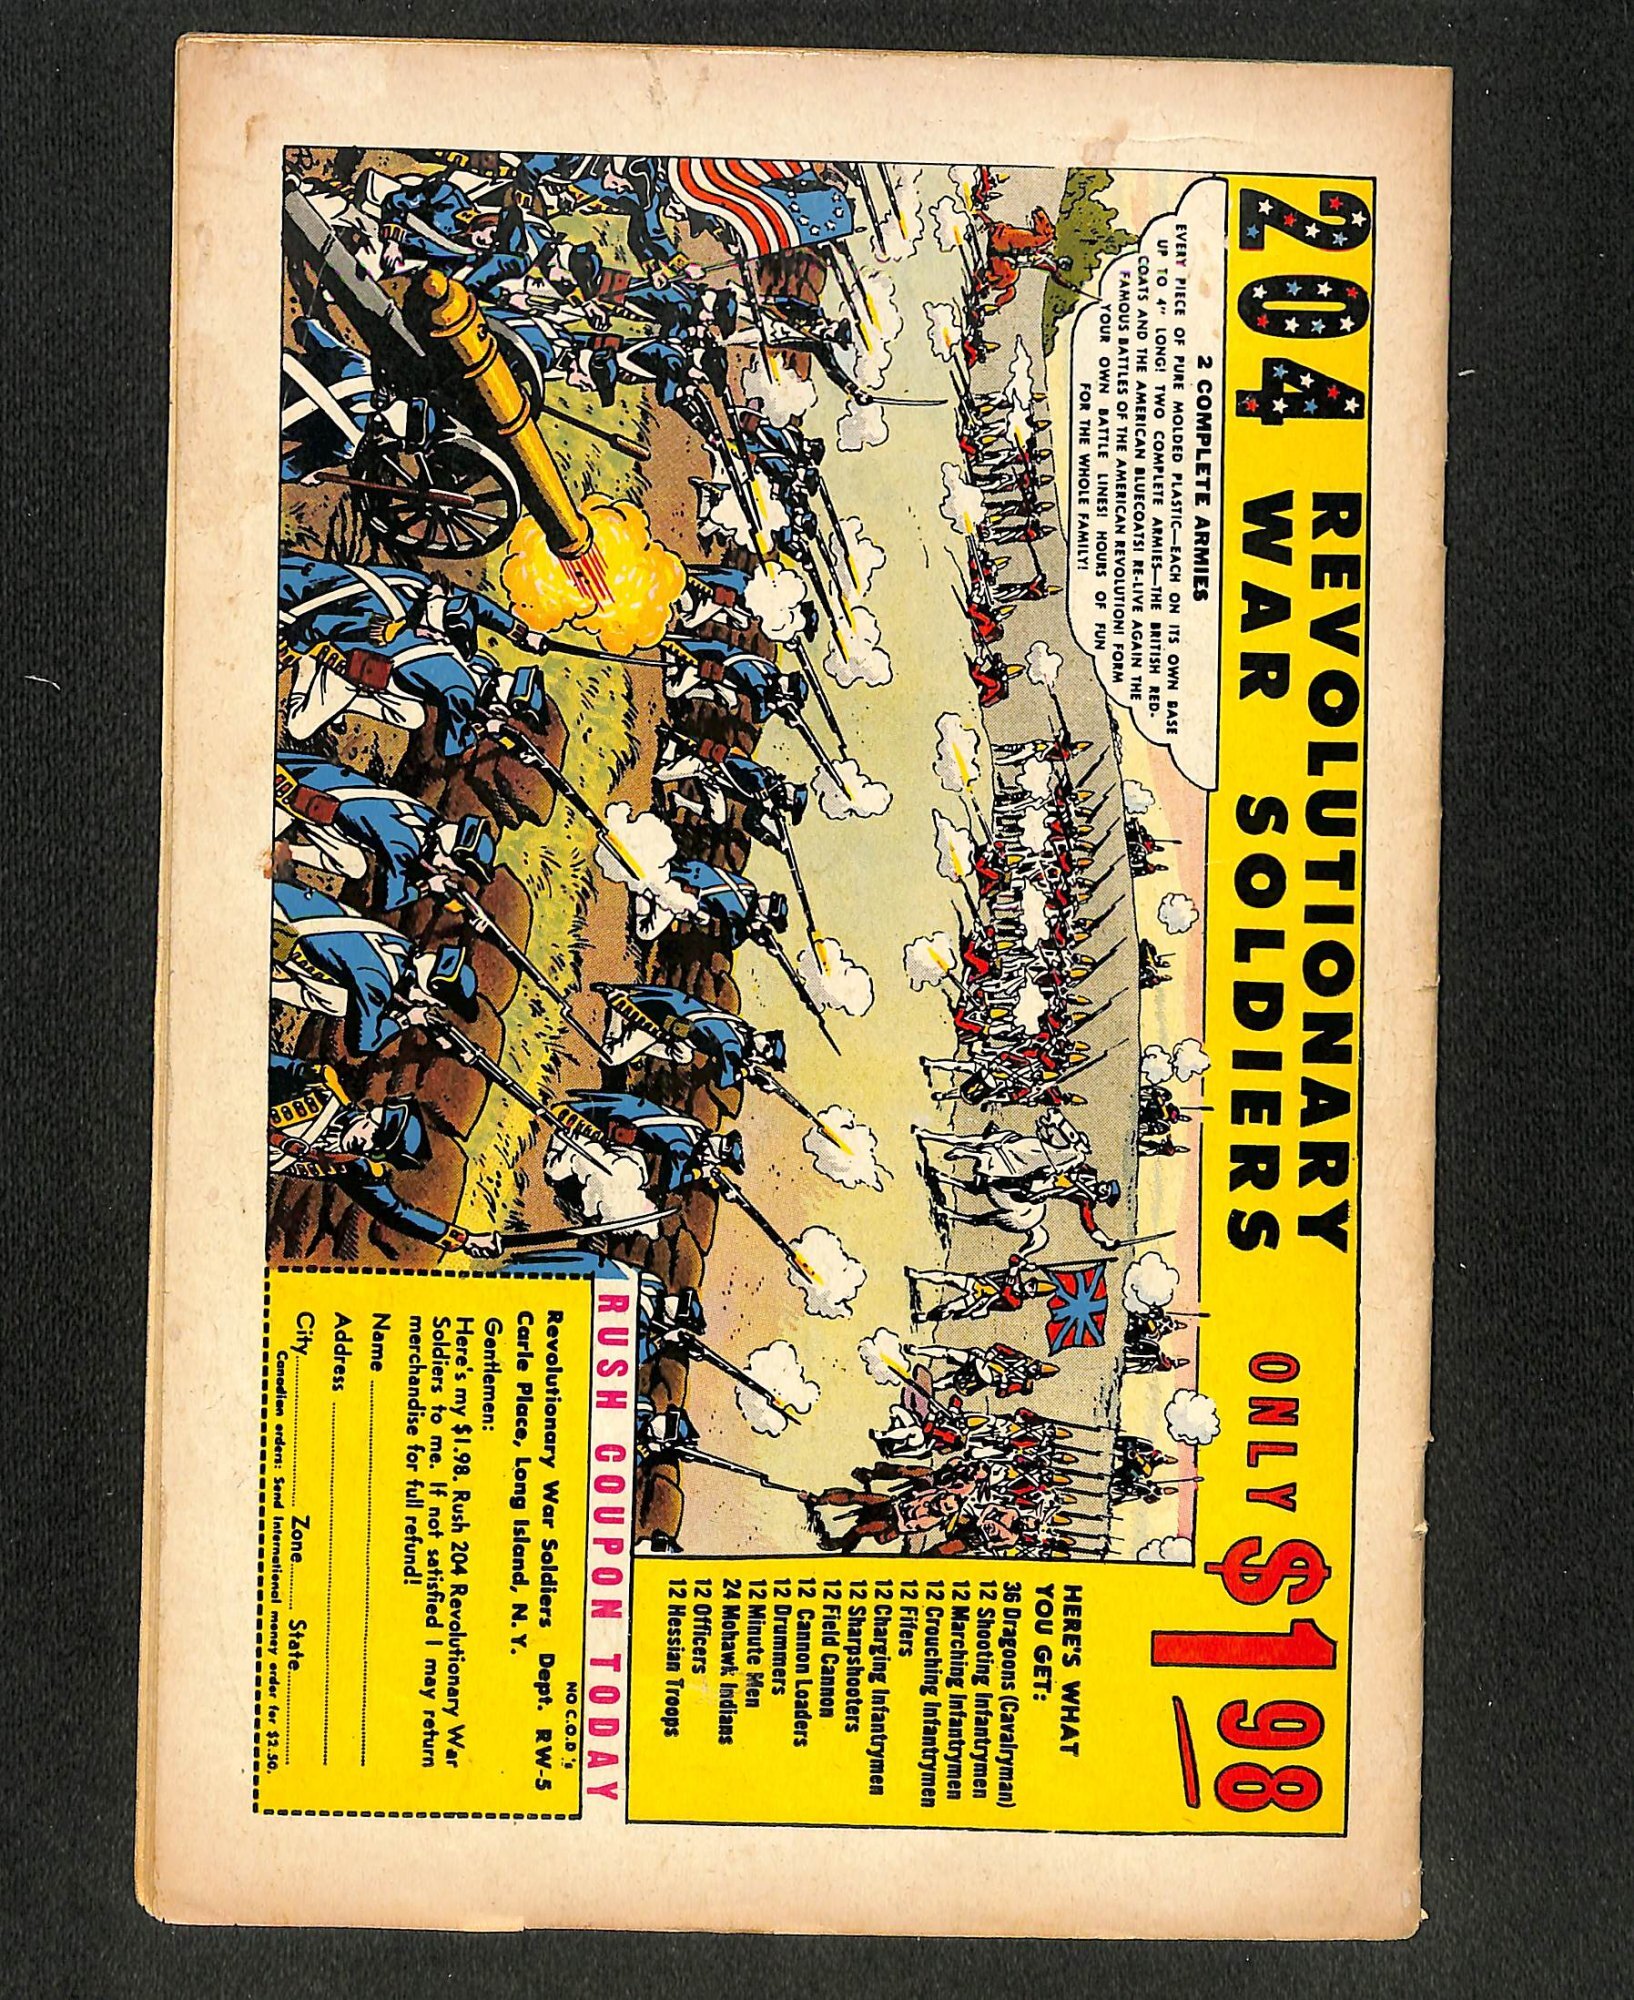 204 REVOLUTIONARY
WAR SOLDIERS ONLY $198
2 COMPLETE ARMIES
EVERY PIECE OF PURE MOLDED PLASTIC—EACH ON ITS OWN BASE
UP TO 4" LONG! TWO COMPLETE ARMIES—THE BRITISH RED-
COATS AND THE AMERICAN BLUECOATS! RE-LIVE AGAIN THE
FAMOUS BATTLES OF THE AMERICAN REVOLUTION! FORM
YOUR OWN BATTLE LINES! HOURS OF FUN
FOR THE WHOLE FAMILY!
HERE'S WHAT
YOU GET:
36 Dragoons (Cavalryman)
12 Shooting Infantrymen
12 Marching Infantrymen
12 Crouching Infantrymen
12 Fifers
12 Charging Infantrymen
12 Sharpshooters
12 Field Cannon
12 Cannon Loaders
12 Drummers
12 Minute Men
24 Mohawk Indians
12 Officers
12 Hessian Troops
RUSH COUPON TODAY
NO C.O.D.'s
Revolutionary War Soldiers Dept. RW-5
Carle Place, Long Island, N. Y.
Gentlemen:
Here's my $1.98. Rush 204 Revolutionary War
Soldiers to me. If not satisfied I may return
merchandise for full refund!
Name
Address
City Zone State
Canadian orders: Send International money order for $2.50.